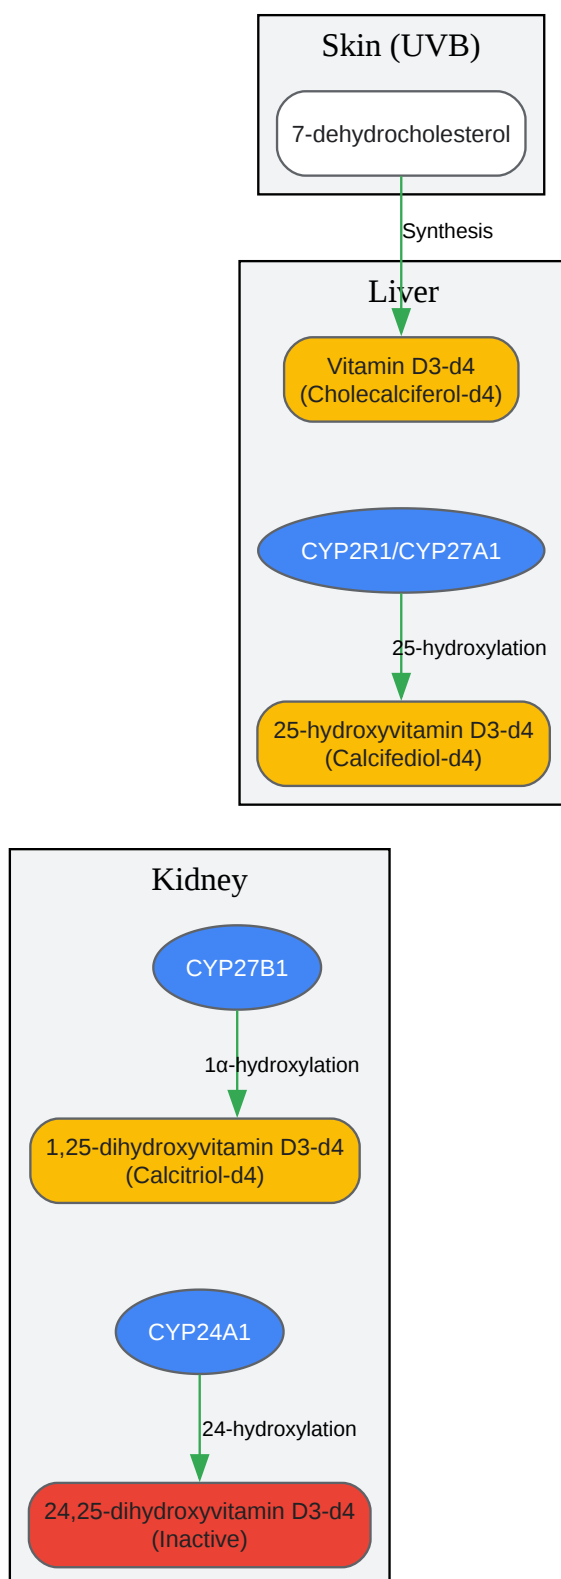 Skin (UVB)
7-dehydrocholesterol
Synthesis
Liver
Vitamin D3-d4
(Cholecalciferol-d4)
CYP2R1/CYP27A1
25-hydroxylation
25-hydroxyvitamin D3-d4
(Calcifediol-d4)
Kidney
CYP27B1
1α-hydroxylation
1,25-dihydroxyvitamin D3-d4
(Calcitriol-d4)
CYP24A1
24-hydroxylation
24,25-dihydroxyvitamin D3-d4
(Inactive)